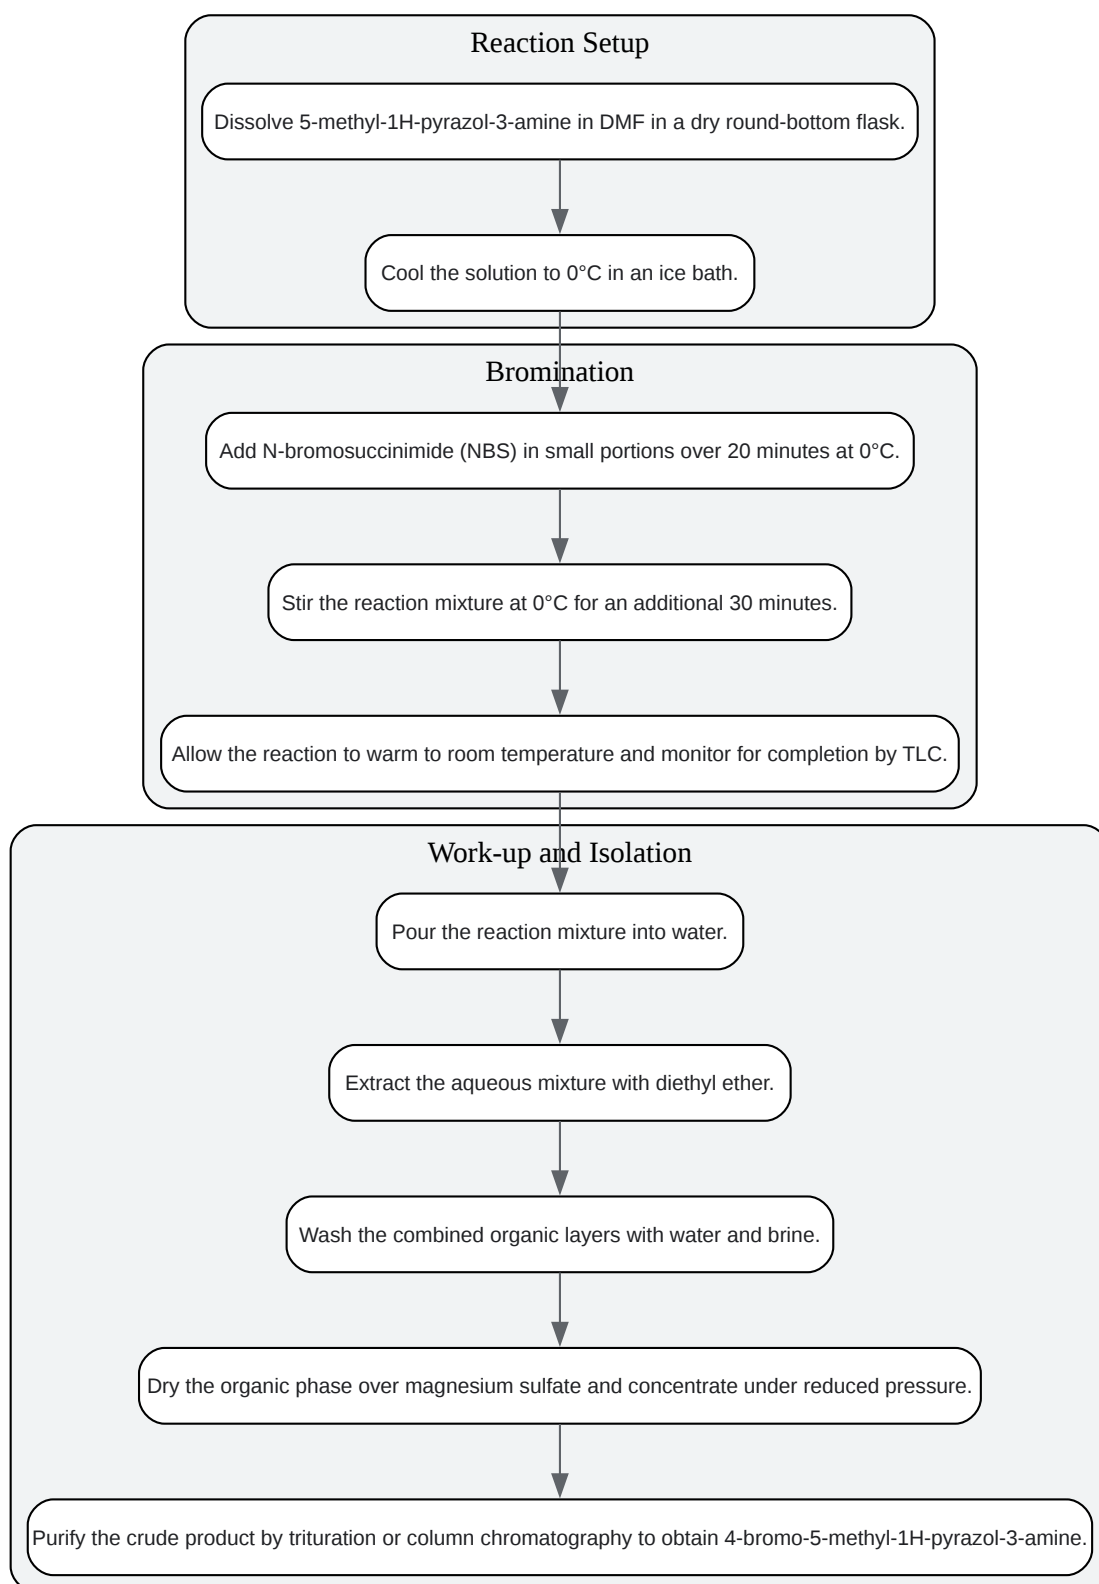 Reaction Setup
Dissolve 5-methyl-1H-pyrazol-3-amine in DMF in a dry round-bottom flask.
Cool the solution to 0°C in an ice bath.
Bromination
Add N-bromosuccinimide (NBS) in small portions over 20 minutes at 0°C.
Stir the reaction mixture at 0°C for an additional 30 minutes.
Allow the reaction to warm to room temperature and monitor for completion by TLC.
Work-up and Isolation
Pour the reaction mixture into water.
Extract the aqueous mixture with diethyl ether.
Wash the combined organic layers with water and brine.
Dry the organic phase over magnesium sulfate and concentrate under reduced pressure.
Purify the crude product by trituration or column chromatography to obtain 4-bromo-5-methyl-1H-pyrazol-3-amine.